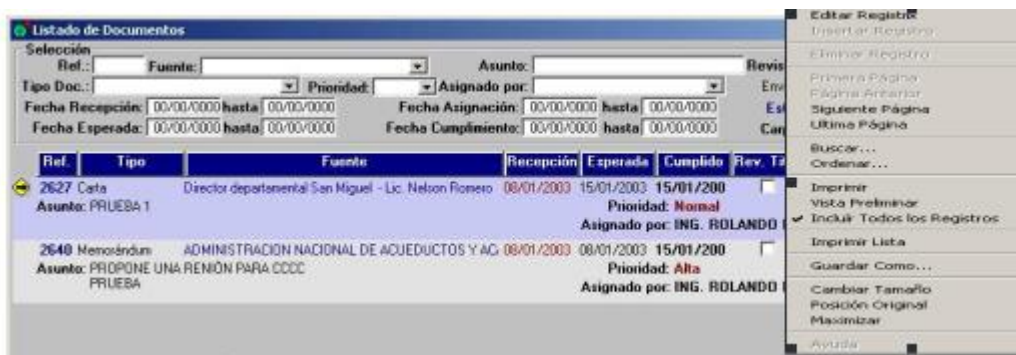 Listado de Documentos
Selección
Ref.: Fuente: Asunto: Revis
Tipo Doc.: Prioridad: Asignado por:
Fecha Recepción: 00/00/0000 hasta 00/00/0000 Fecha Asignación: 00/00/0000 hasta 00/00/0000
Fecha Esperada: 00/00/0000 hasta 00/00/0000 Fecha Cumplimiento: 00/00/0000 hasta 00/00/0000
Ref. Tipo Fuente Recepción Esperada Cumplido Rev.
2627 Carta Director departamental San Miguel - Lic. Nelson Romero 08/01/2003 15/01/2003 15/01/200
Asunto: PRUEBA 1 Prioridad: Normal
Asignado por: ING. ROLANDO
2640 Memorándum ADMINISTRACION NACIONAL DE ACUEDUCTOS Y AC 08/01/2003 08/01/2003 15/01/200
Asunto: PROPONE UNA RENIÓN PARA CCCC Prioridad: Alta
PRUEBA Asignado por: ING. ROLANDO
Editar Registro
Insertar Registro
Eliminar Registro
Primera Página
Página Anterior
Siguiente Página
Ultima Página
Buscar...
Ordenar...
Imprimir
Vista Preliminar
Incluir Todos los Registros
Imprimir Lista
Guardar Como...
Cambiar Tamaño
Posición Original
Maximizar
Ayuda